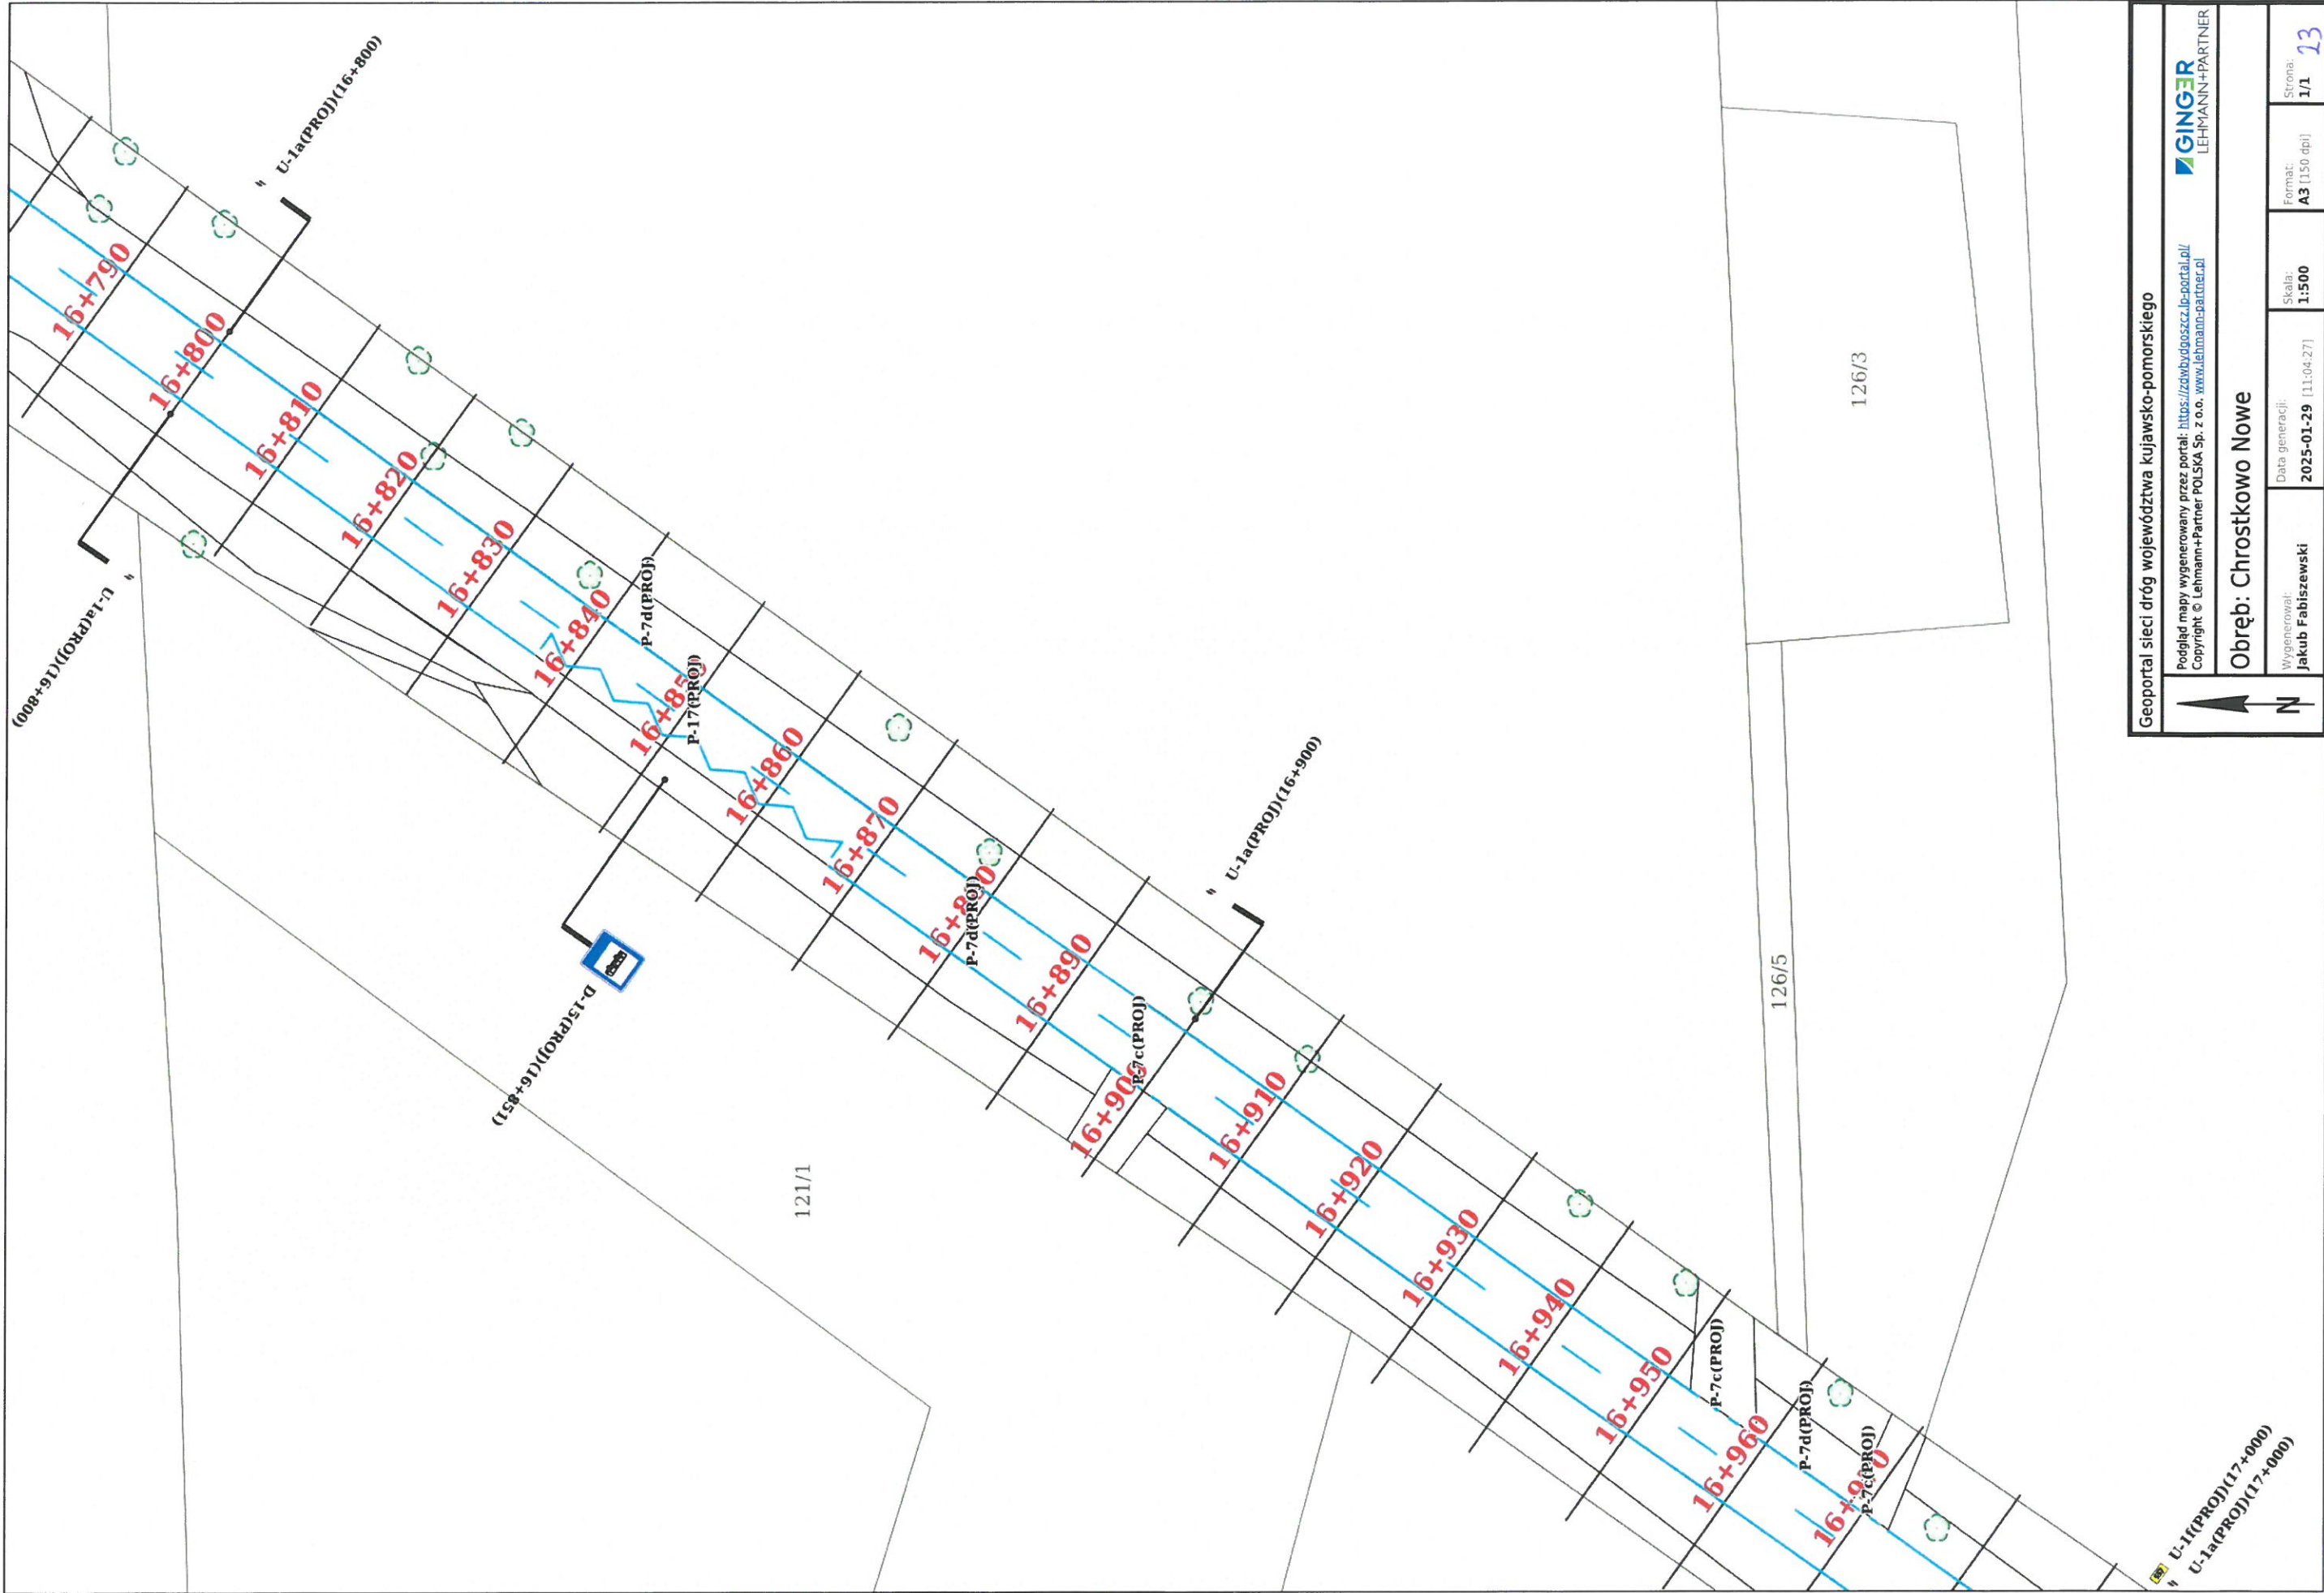 U-1a(PROJ)(16+800)
16+790
16+800
U-1a(PROJ)(16+800)
16+810
16+820
16+830
16+840
P-7d(PROJ)
P-17(PROJ)
16+860
D-15(PROJ)(16+851)
16+870
P-7d(PROJ)
16+890
U-1a(PROJ)(16+900)
P-7c(PROJ)
16+900
16+910
16+920
16+930
16+940
16+950
P-7c(PROJ)
16+960
P-7d(PROJ)
P-7c(PROJ)
U-1f(PROJ)(17+000)
U-1a(PROJ)(17+000)
121/1
126/3
126/5
Geoportal sieci dróg województwa kujawsko-pomorskiego
Podgląd mapy wygenerowany przez portal: https://zdwbydgoszcz.lp-portal.pl/
Copyright © Lehmann+Partner POLSKA Sp. z o.o. www.lehmann-partner.pl
GINGER
LEHMANN+PARTNER
Obręb: Chrostkowo Nowe
N
Wygenerował:
Jakub Fabiszewski
Data generacji:
2025-01-29 [11:04:27]
Skala:
1:500
Format:
A3 [150 dpi]
Strona:
1/1
23